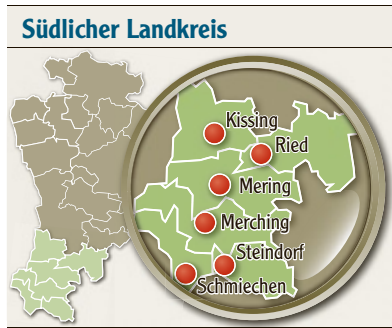 Südlicher Landkreis
Kissing
Ried
Mering
Merching
Steindorf
Schmiechen